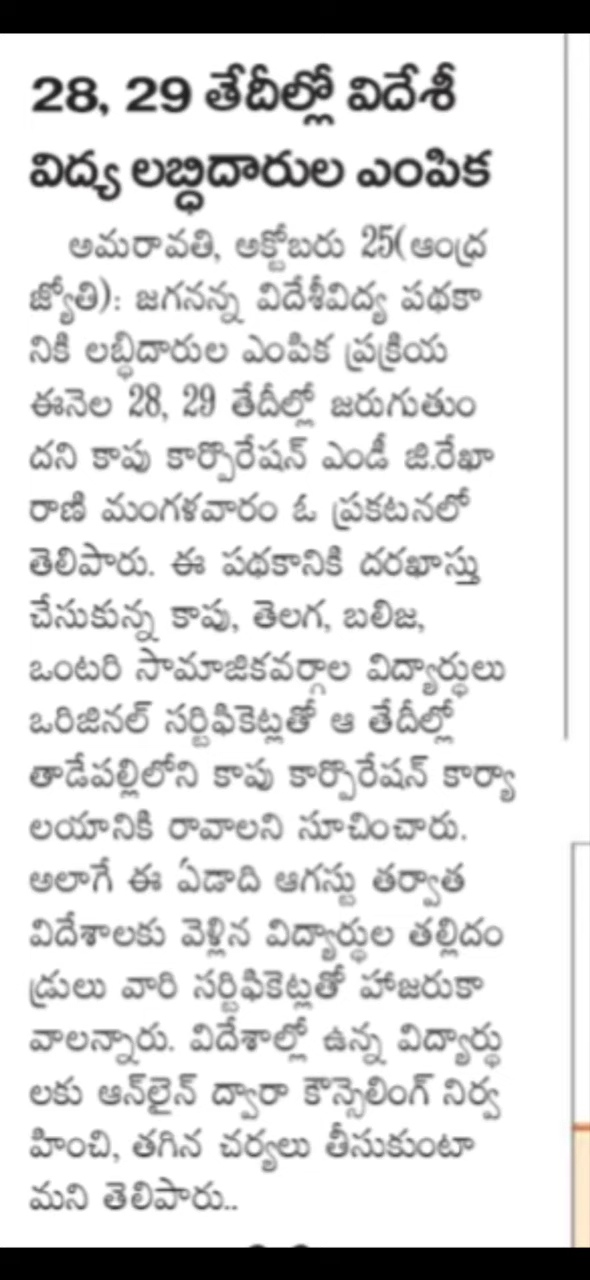 28, 29 తేదీల్లో విదేశీ
విద్య లబ్ధిదారుల ఎంపిక
అమరావతి, అక్టోబరు 25(ఆంధ్ర
జ్యోతి): జగనన్న విదేశీవిద్య పథకా
నికి లబ్ధిదారుల ఎంపిక ప్రక్రియ
ఈనెల 28, 29 తేదీల్లో జరుగుతుం
దని కాపు కార్పొరేషన్ ఎండీ జి.రేఖా
రాణి మంగళవారం ఓ ప్రకటనలో
తెలిపారు. ఈ పథకానికి దరఖాస్తు
చేసుకున్న కాపు, తెలగ, బలిజ,
ఒంటరి సామాజికవర్గాల విద్యార్థులు
ఒరిజినల్ సర్టిఫికెట్లతో ఆ తేదీల్లో
తాడేపల్లిలోని కాపు కార్పొరేషన్ కార్యా
లయానికి రావాలని సూచించారు.
అలాగే ఈ ఏడాది ఆగస్టు తర్వాత
విదేశాలకు వెళ్లిన విద్యార్థుల తల్లిదం
డ్రులు వారి సర్టిఫికెట్లతో హాజరుకా
వాలన్నారు. విదేశాల్లో ఉన్న విద్యార్థు
లకు ఆన్‌లైన్ ద్వారా కౌన్సెలింగ్ నిర్వ
హించి, తగిన చర్యలు తీసుకుంటా
మని తెలిపారు..